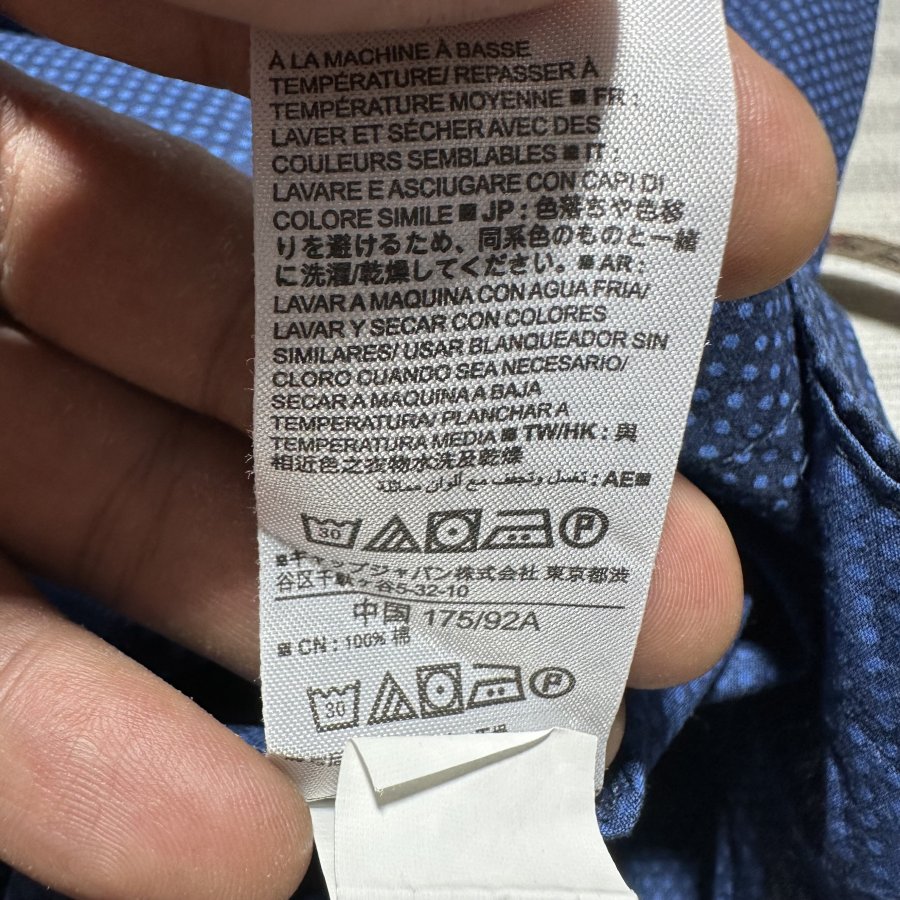 À LA MACHINE À BASSE
TEMPÉRATURE/ REPASSER À
TEMPÉRATURE MOYENNE ■ FR :
LAVER ET SÉCHER AVEC DES
COULEURS SEMBLABLES ■ IT :
LAVARE E ASCIUGARE CON CAPI DI
COLORE SIMILE ■ JP : 色落ちや色移
りを避けるため、同系色のものと一緒
に洗濯/乾燥してください。■ AR :
LAVAR A MAQUINA CON AGUA FRIA/
LAVAR Y SECAR CON COLORES
SIMILARES/ USAR BLANQUEADOR SIN
CLORO CUANDO SEA NECESARIO/
SECAR A MAQUINA A BAJA
TEMPERATURA/ PLANCHAR A
TEMPERATURA MEDIA ■ TW/HK : 與
相近色之衣物水洗及乾燥
■AE : تغسل وتجفف مع ألوان مماثلة
30 P
■ギャップジャパン株式会社 東京都渋
谷区千駄ヶ谷5-32-10
中国 175/92A
■ CN : 100% 棉
30 P